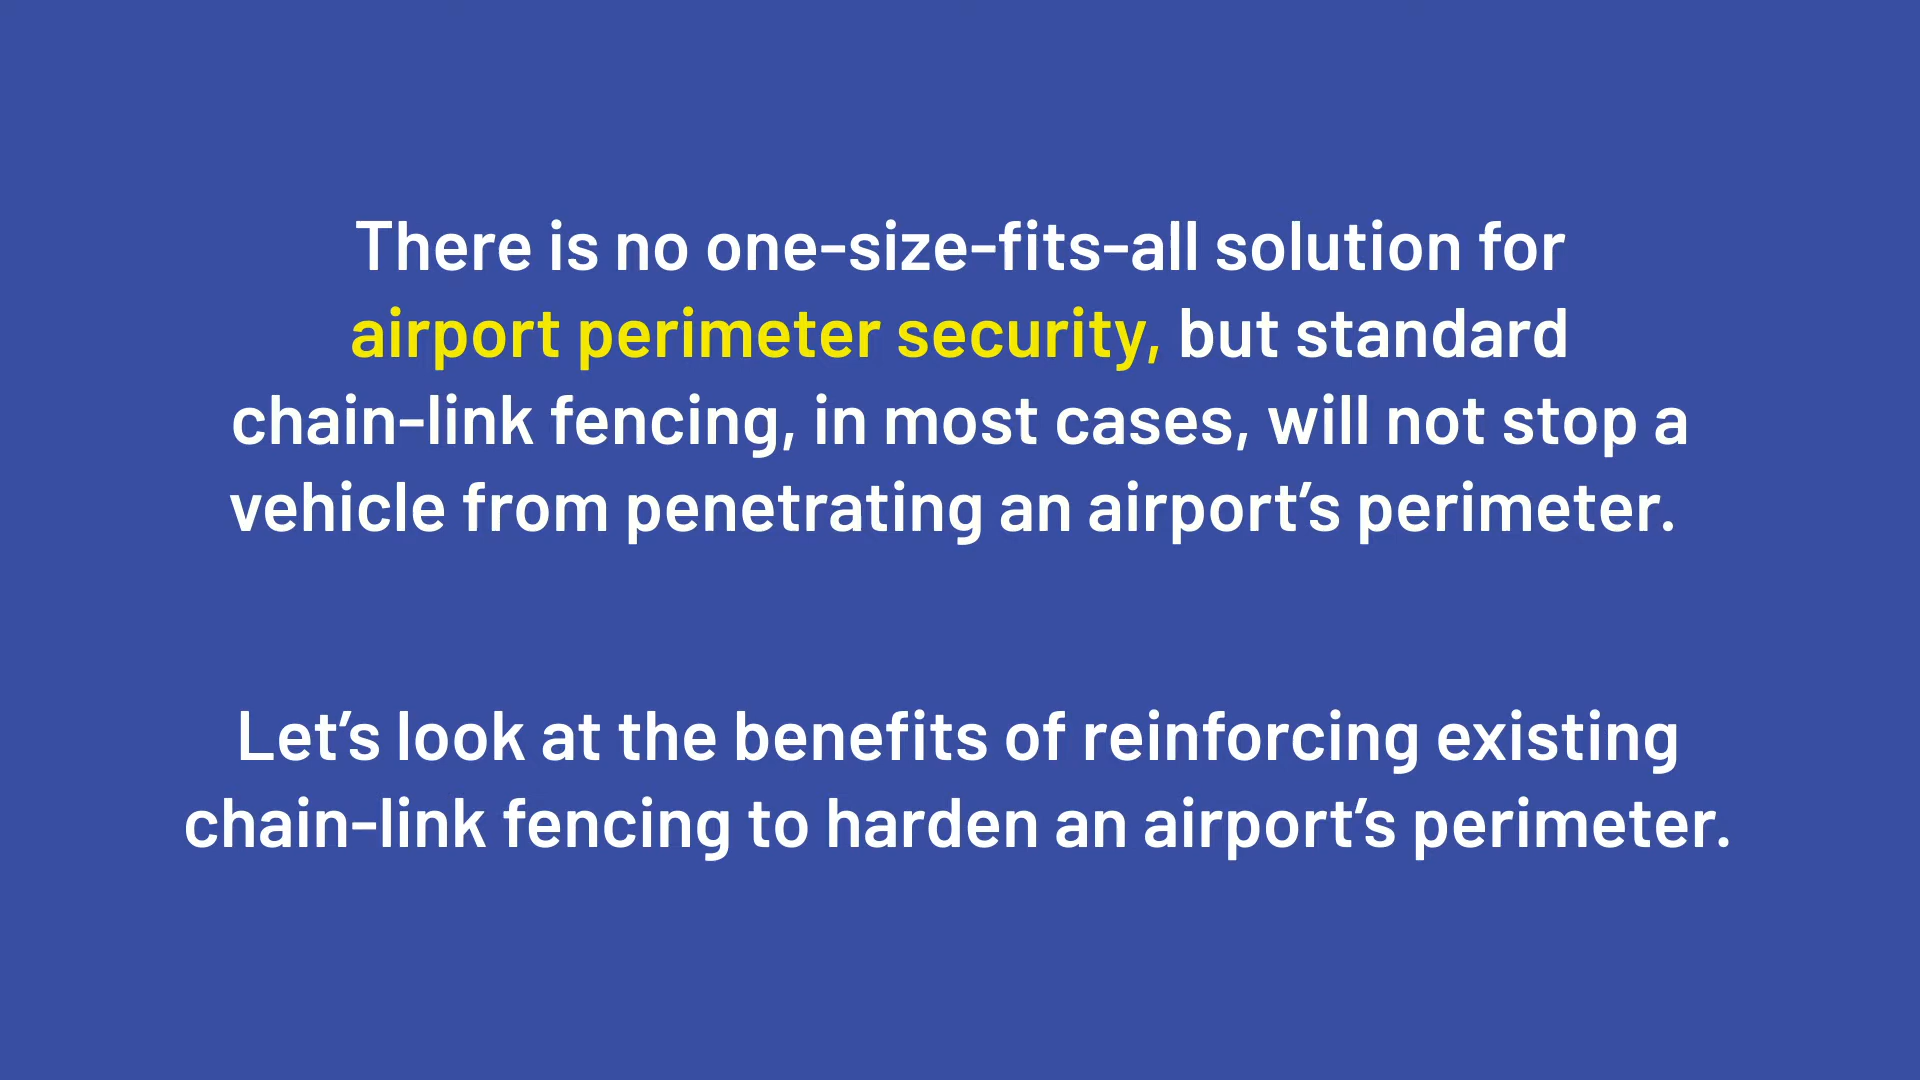 There is no one-size-fits-all solution for
airport perimeter security, but standard
chain-link fencing, in most cases, will not stop a
vehicle from penetrating an airport’s perimeter.
Let’s look at the benefits of reinforcing existing
chain-link fencing to harden an airport’s perimeter.